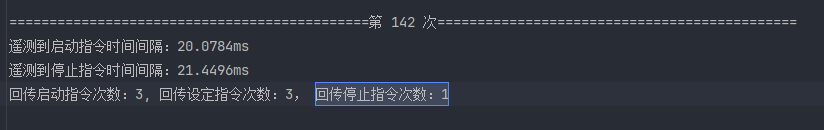 =============================================第 142 次=============================================
遥测到启动指令时间间隔：20.0784ms
遥测到停止指令时间间隔：21.4496ms
回传启动指令次数：3, 回传设定指令次数：3,  回传停止指令次数：1